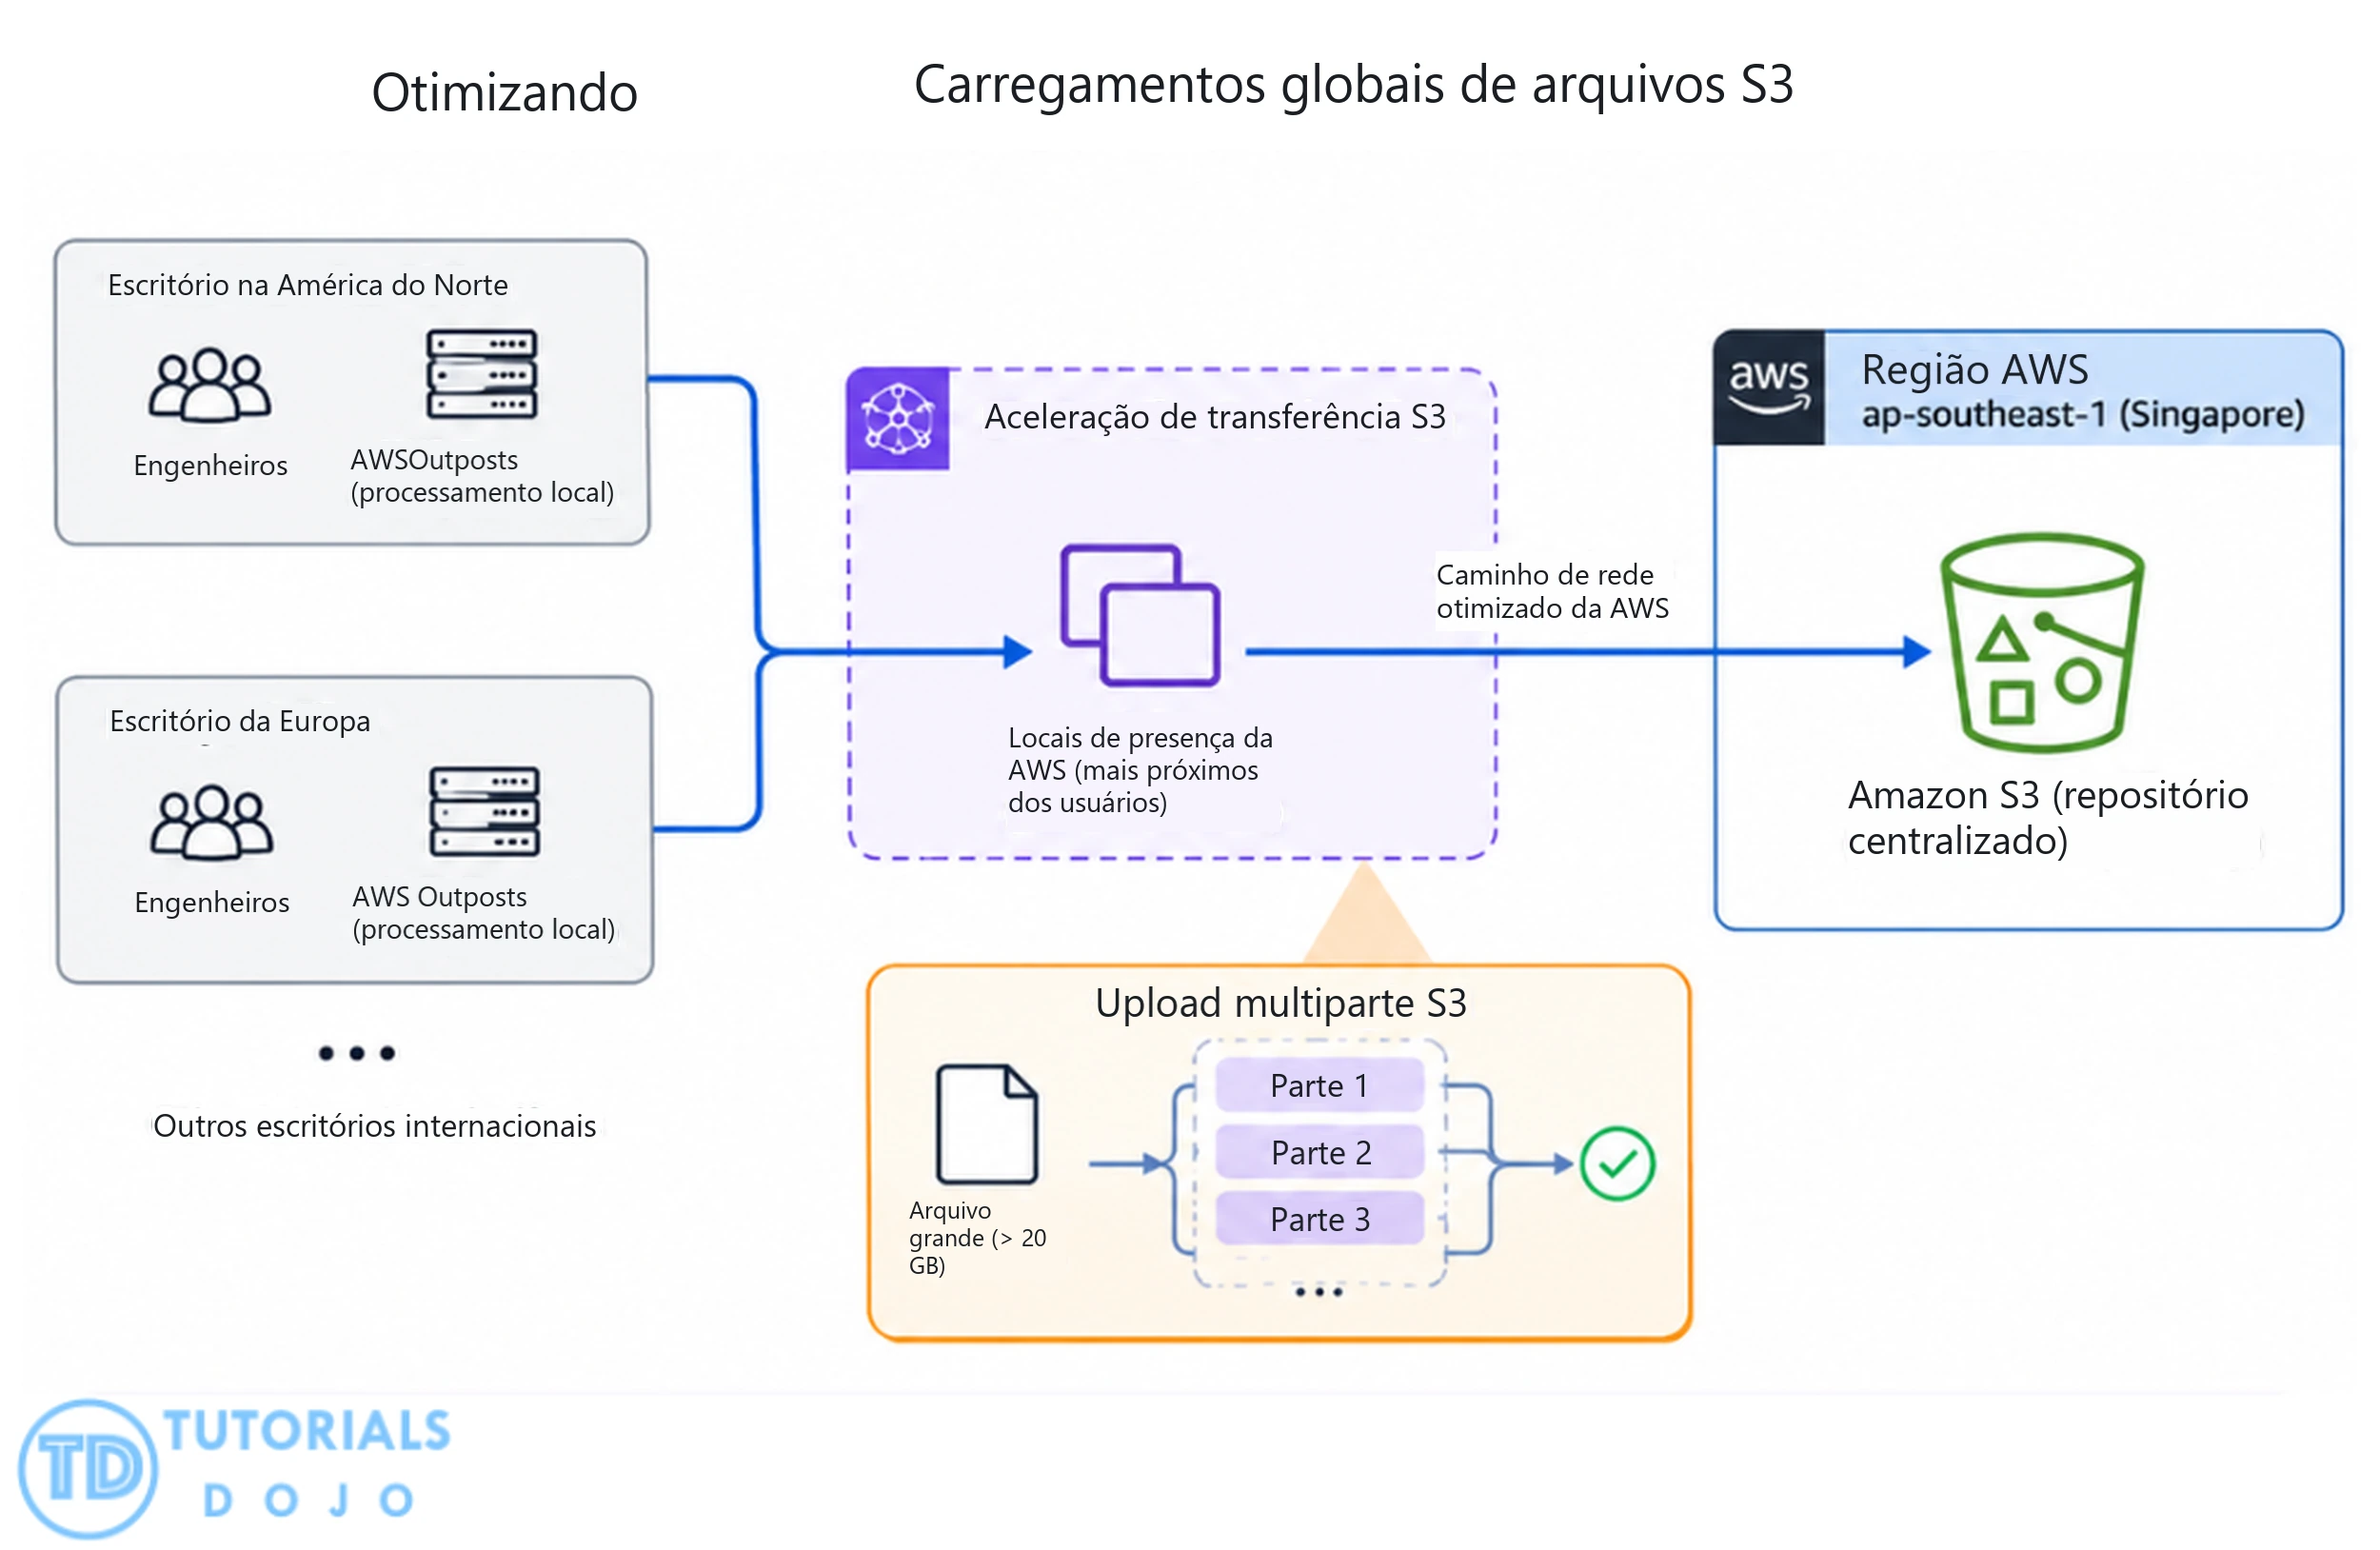 Otimizando
Carregamentos globais de arquivos S3
Escritório na América do Norte
Engenheiros
AWSOutposts
(processamento local)
Escritório da Europa
Engenheiros
AWS Outposts
(processamento local)
Outros escritórios internacionais
Aceleração de transferência S3
Locais de presença da
AWS (mais próximos
dos usuários)
Caminho de rede
otimizado da AWS
aws
Região AWS
ap-southeast-1 (Singapore)
Amazon S3 (repositório
centralizado)
Upload multiparte S3
Arquivo
grande (> 20
GB)
Parte 1
Parte 2
Parte 3
TD
TUTORIALS
DOJO